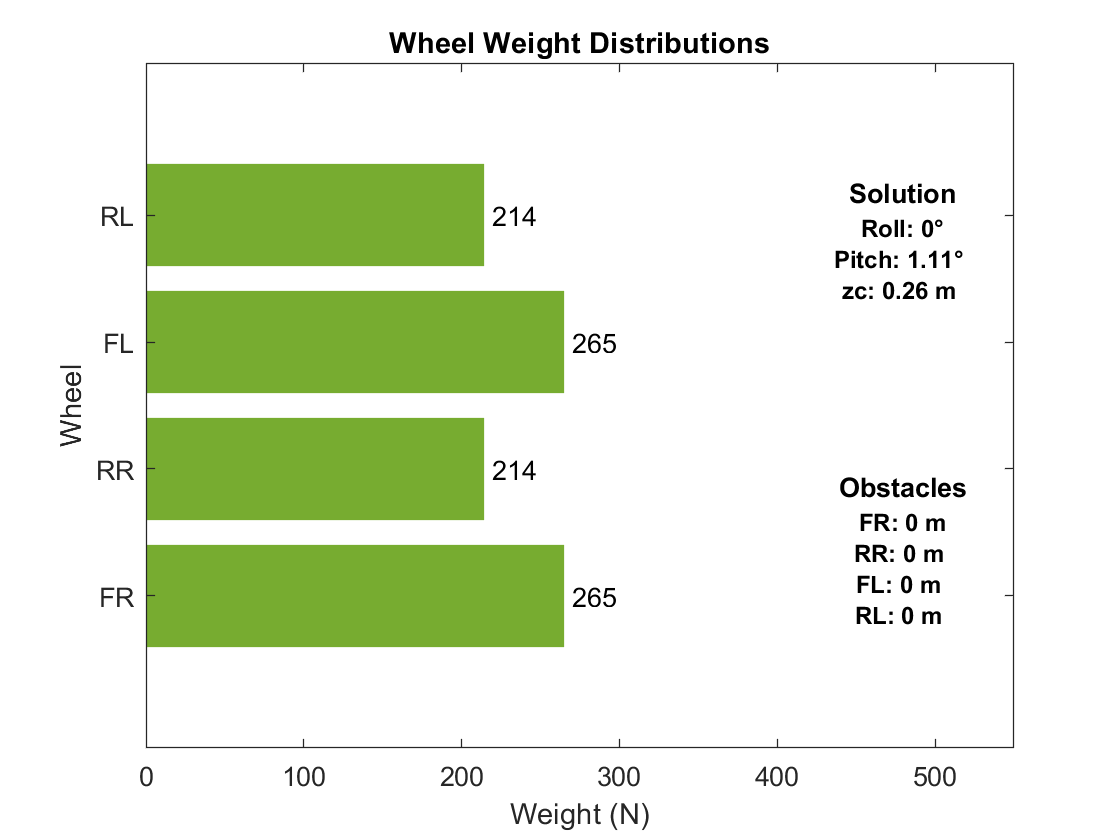 Wheel Weight Distributions
Wheel
RL
214
FL
265
RR
214
FR
265
Solution
Roll: 0°
Pitch: 1.11°
zc: 0.26 m
Obstacles
FR: 0 m
RR: 0 m
FL: 0 m
RL: 0 m
0 100 200 300 400 500
Weight (N)